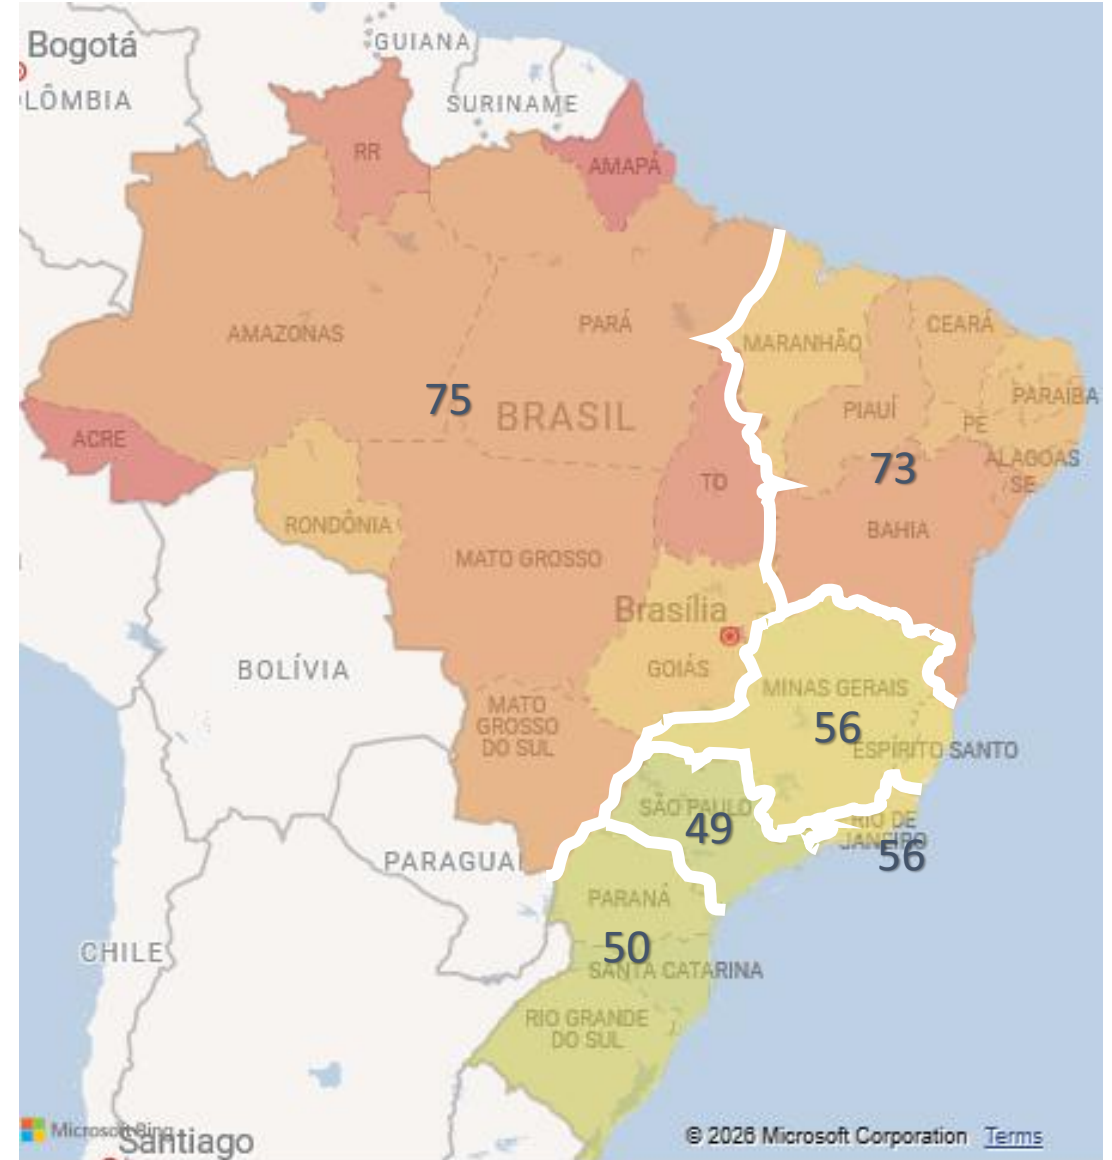 Bogotá
GUIANA
LÔMBIA
SURINAME
RR
AMAPÁ
AMAZONAS
PARÁ
MARANHÃO
CEARÁ
75
BRASIL
PIAUÍ
PARAÍBA
PE
ACRE
73
ALAGOAS
TO
SE
RONDÔNIA
BAHIA
MATO GROSSO
Brasília
BOLÍVIA
GOIÁS
MINAS GERAIS
MATO
GROSSO
DO SUL
56
ESPÍRITO SANTO
SÃO PAULO
49
RIO DE
JANEIRO
56
PARAGUAI
PARANÁ
50
CHILE
SANTA CATARINA
RIO GRANDE
DO SUL
Microsoft Bing
Santiago
© 2026 Microsoft Corporation Terms